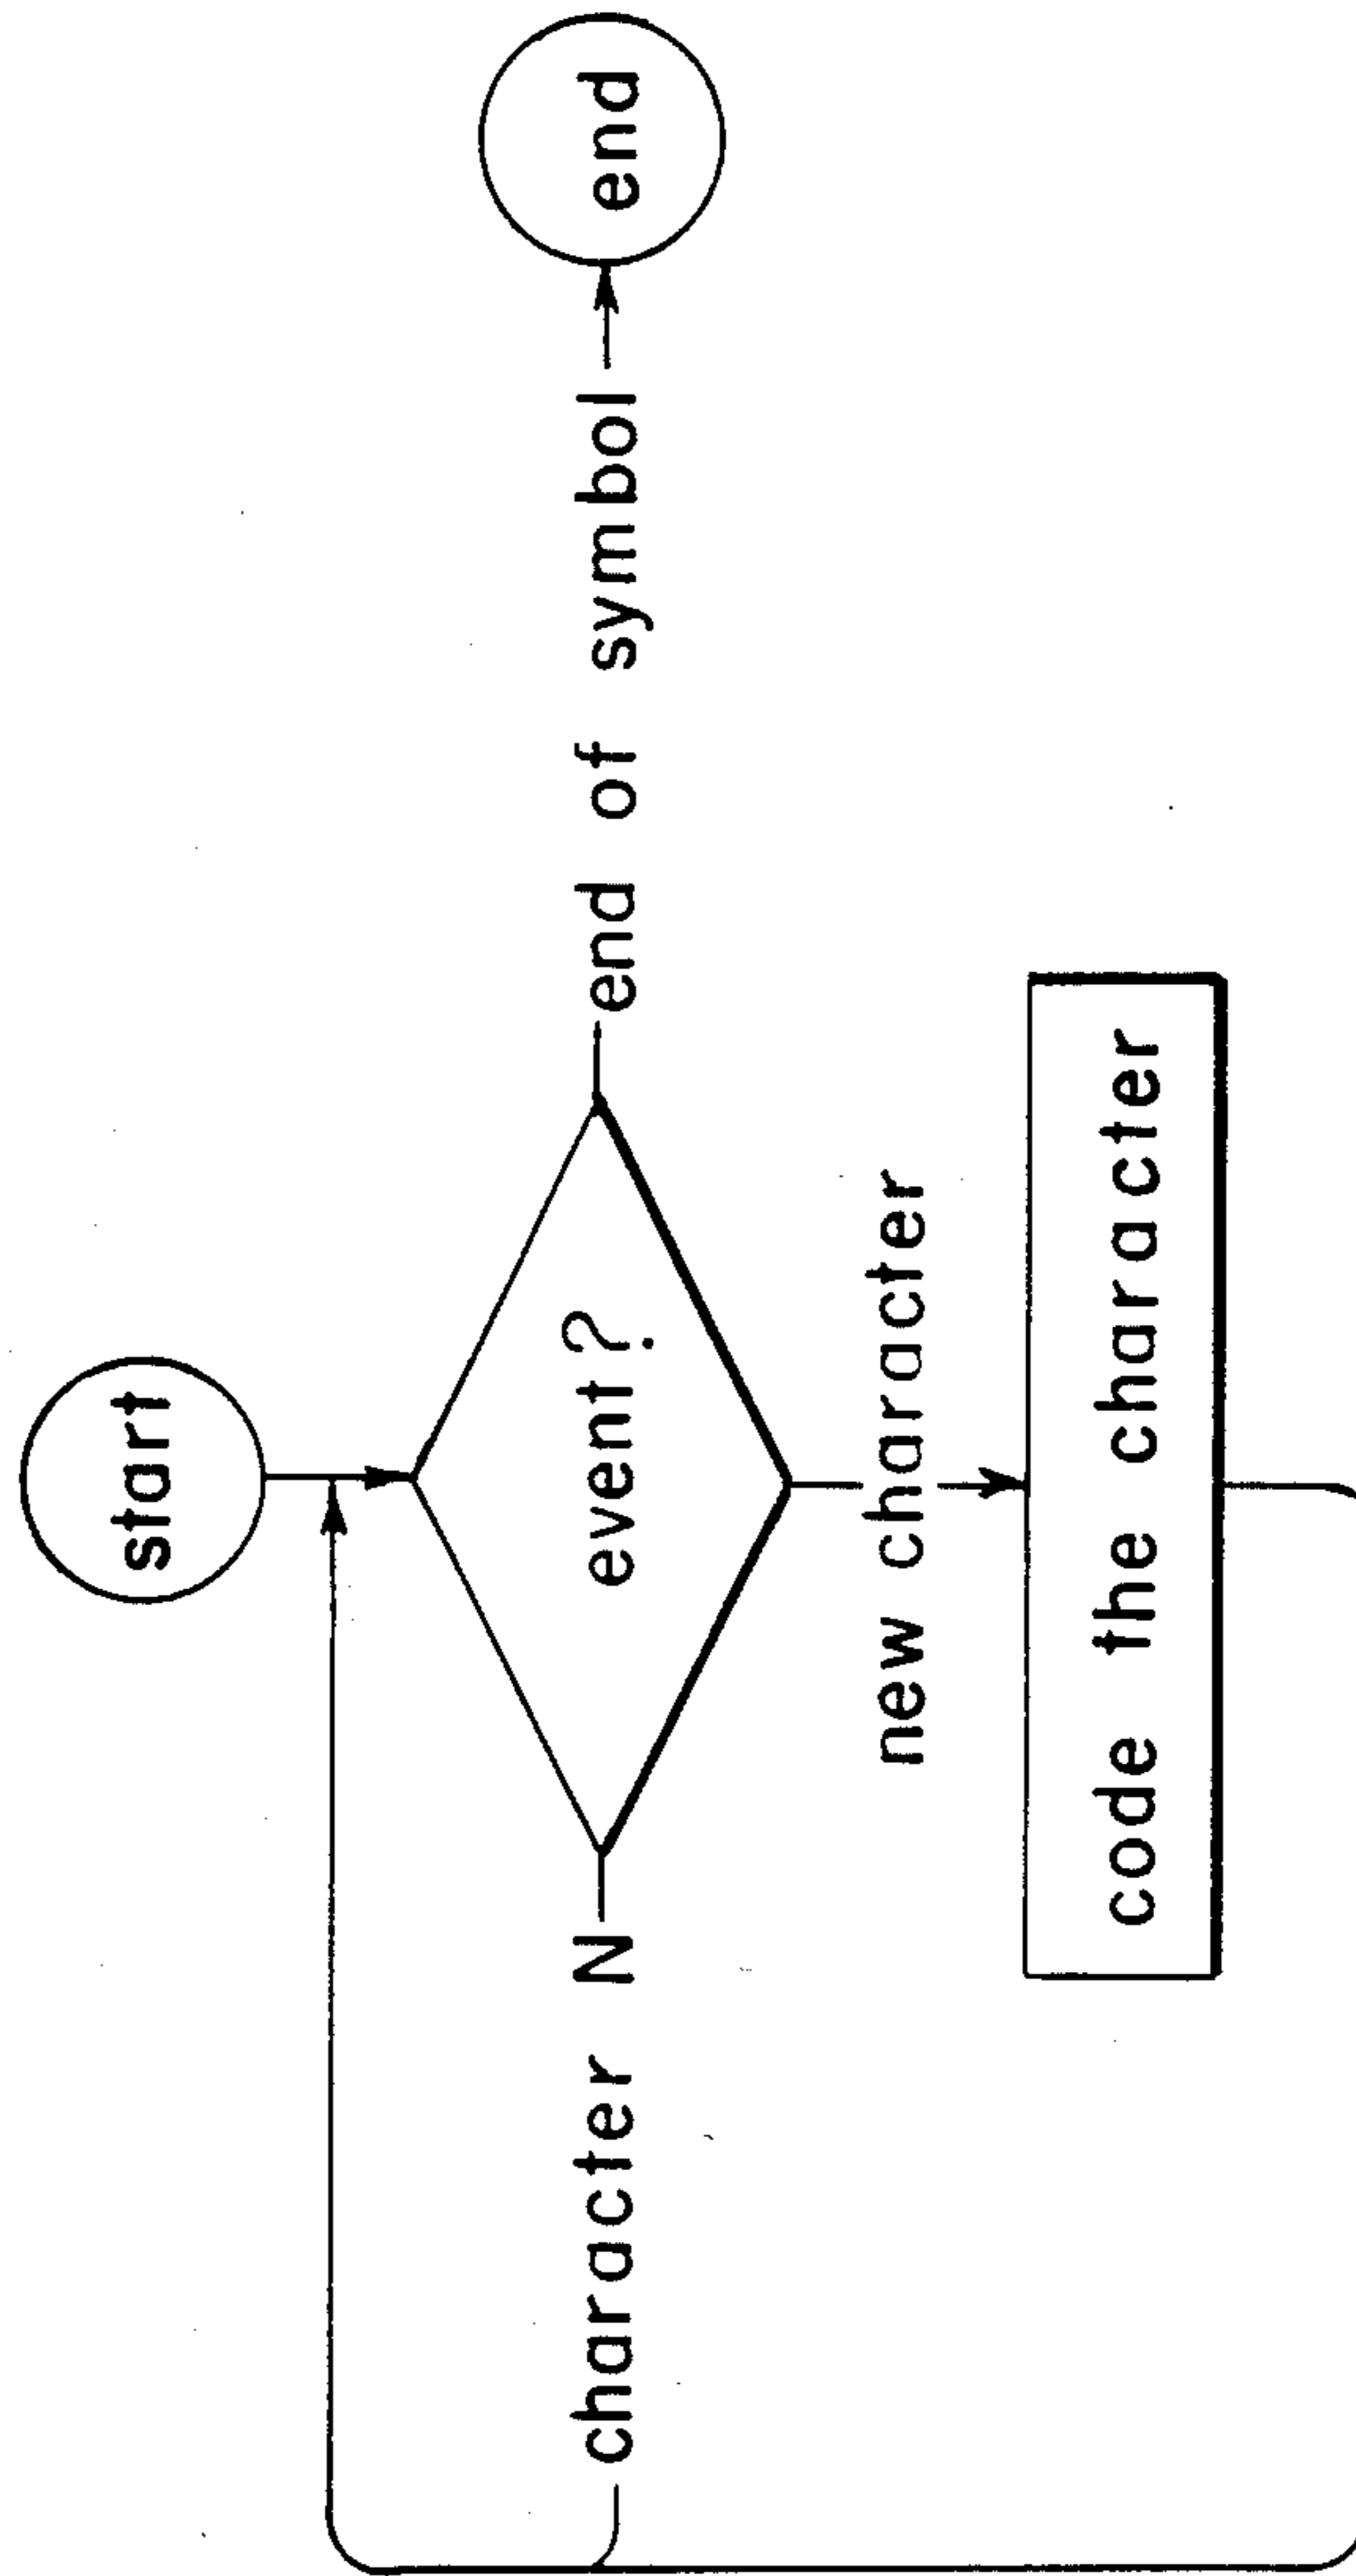 start
event?
character N
end of symbol
end
new character
code the character